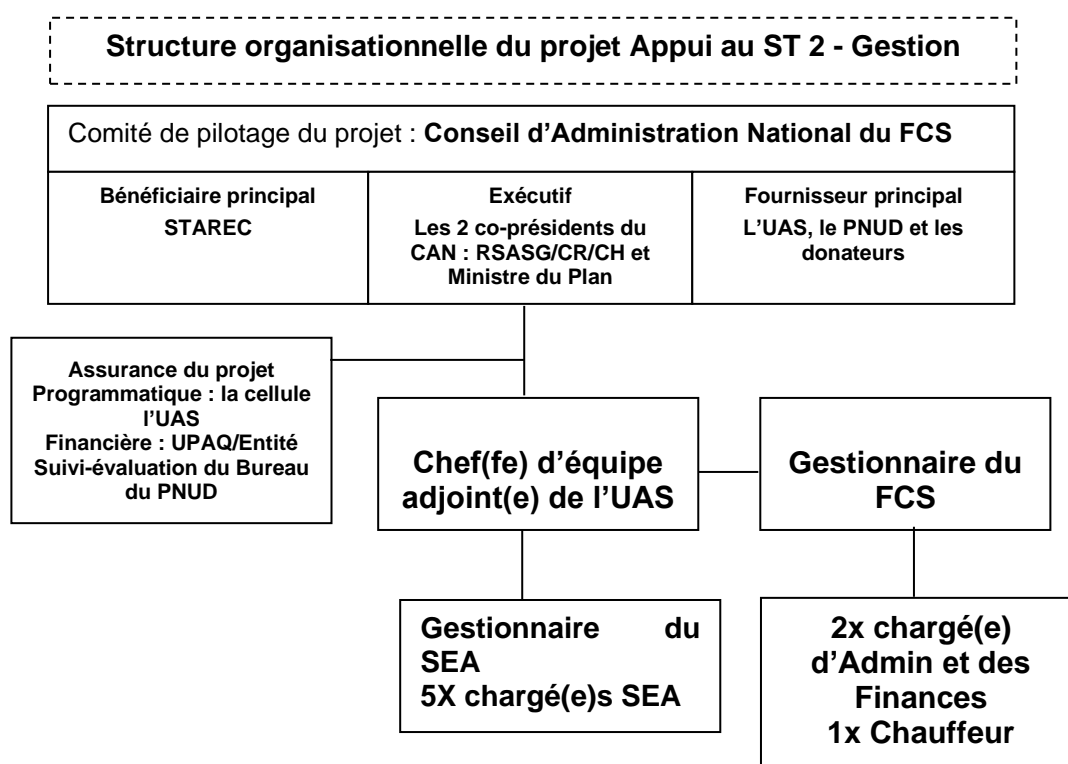 Structure organisationnelle du projet Appui au ST 2 - Gestion
Comité de pilotage du projet : Conseil d'Administration National du FCS
Bénéficiaire principal
STAREC
Exécutif
Les 2 co-présidents du
CAN : RSASG/CR/CH et
Ministre du Plan
Fournisseur principal
L'UAS, le PNUD et les
donateurs
Assurance du projet
Programmatique : la cellule
l'UAS
Financière : UPAQ/Entité
Suivi-évaluation du Bureau
du PNUD
Chef(fe) d'équipe
adjoint(e) de l'UAS
Gestionnaire du
FCS
Gestionnaire du
SEA
5X chargé(e)s SEA
2x chargé(e)
d'Admin et des
Finances
1x Chauffeur